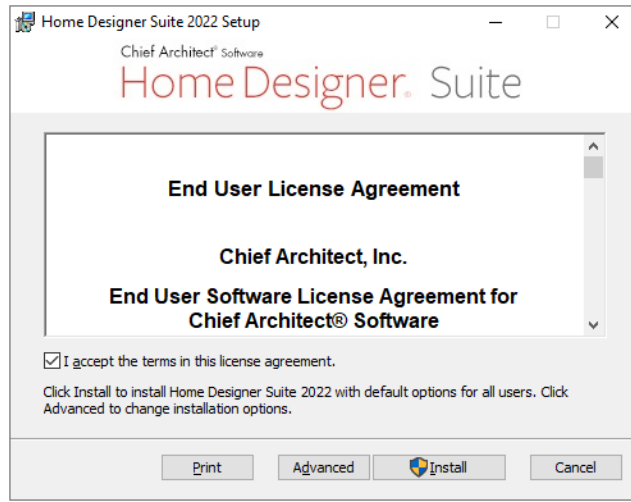 Home Designer Suite 2022 Setup
Chief Architect® Software
Home Designer® Suite
End User License Agreement
Chief Architect, Inc.
End User Software License Agreement for
Chief Architect® Software
I accept the terms in this license agreement.
Click Install to install Home Designer Suite 2022 with default options for all users. Click
Advanced to change installation options.
Print Advanced Install Cancel